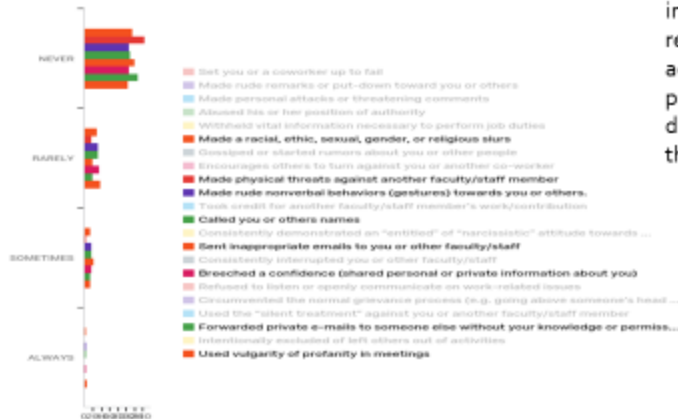 NEVER
RARELY
SOMETIMES
ALWAYS
Set you or a coworker up to fail
Made rude remarks or put-down toward you or others
Made personal attacks or threatening comments
Abused his or her position of authority
Withheld vital information necessary to perform job duties
Made a racial, ethic, sexual, gender, or religious slurs
Gossiped or started rumors about you or other people
Encourages others to turn against you or another co-worker
Made physical threats against another faculty/staff member
Made rude nonverbal behaviors (gestures) towards you or others.
Took credit for another faculty/staff member's work/contribution
Called you or others names
Consistently demonstrated an "entitled" of "narcissistic" attitude towards ...
Sent inappropriate emails to you or other faculty/staff
Consistently interrupted you or other faculty/staff
Breeched a confidence (shared personal or private information about you)
Refused to listen or openly communicate on work-related issues
Circumvented the normal grievance process (e.g. going above someone's head ...
Used the "silent treatment" against you or another faculty/staff member
Forwarded private e-mails to someone else without your knowledge or permiss...
Intentionally excluded of left others out of activities
Used vulgarity of profanity in meetings